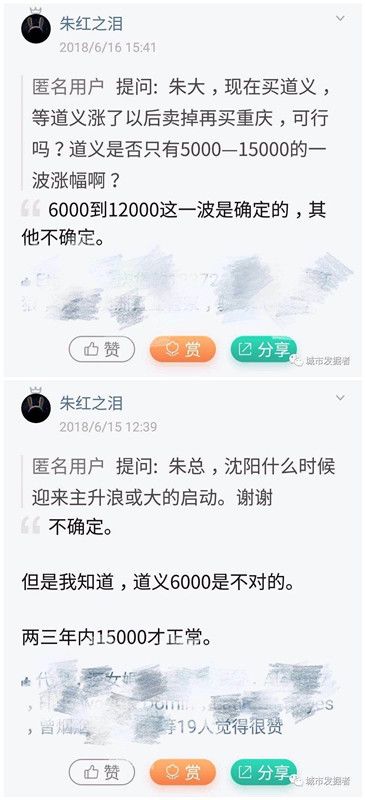 朱红之泪
2018/6/16 15:41
匿名用户 提问: 朱大，现在买道义，
等道义涨了以后卖掉再买重庆，可行
吗？道义是否只有5000—15000的一
波涨幅啊？
6000到12000这一波是确定的，其
他不确定。
赞 赏 分享
城市发掘者
朱红之泪
2018/6/15 12:39
匿名用户 提问: 朱总，沈阳什么时候
迎来主升浪或大的启动。谢谢
不确定。
但是我知道，道义6000是不对的。
两三年内15000才正常。
等19人觉得很赞
赞 赏 分享
城市发掘者